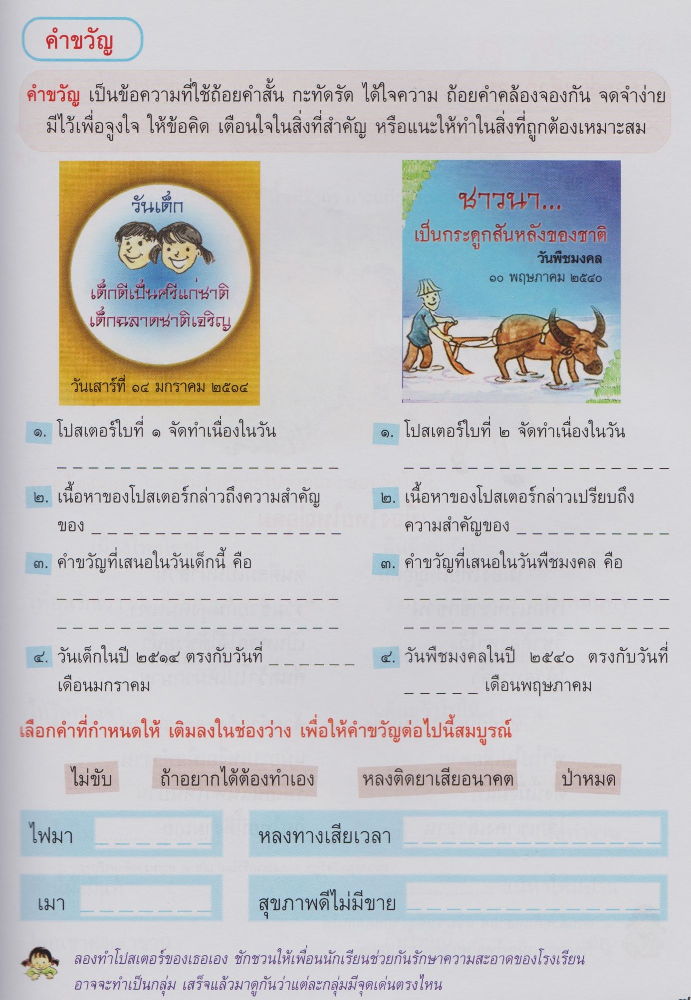 คำขวัญ
คำขวัญ เป็นข้อความที่ใช้ถ้อยคำสั้น กะทัดรัด ได้ใจความ ถ้อยคำคล้องจองกัน จดจำง่าย
มีไว้เพื่อจูงใจ ให้ข้อคิด เตือนใจในสิ่งที่สำคัญ หรือแนะให้ทำในสิ่งที่ถูกต้องเหมาะสม
วันเด็ก
เด็กดีเป็นศรีแก่ชาติ
เด็กฉลาดชาติเจริญ
วันเสาร์ที่ ๑๔ มกราคม ๒๕๑๔
ชาวนา...
เป็นกระดูกสันหลังของชาติ
วันพืชมงคล
๑๐ พฤษภาคม ๒๕๔๐
๑. โปสเตอร์ใบที่ ๑ จัดทำเนื่องในวัน
_ _ _ _ _ _ _ _ _ _ _ _ _ _ _ _ _ _
๒. เนื้อหาของโปสเตอร์กล่าวถึงความสำคัญ
ของ _ _ _ _ _ _ _ _ _ _ _ _ _ _ _ _
๓. คำขวัญที่เสนอในวันเด็กนี้ คือ
_ _ _ _ _ _ _ _ _ _ _ _ _ _ _ _ _ _
_ _ _ _ _ _ _ _ _ _ _ _ _ _ _ _ _ _
๔. วันเด็กในปี ๒๕๑๔ ตรงกับวันที่ _ _ _ _ _ _
เดือนมกราคม
๑. โปสเตอร์ใบที่ ๒ จัดทำเนื่องในวัน
_ _ _ _ _ _ _ _ _ _ _ _ _ _ _ _ _
๒. เนื้อหาของโปสเตอร์กล่าวเปรียบถึง
ความสำคัญของ _ _ _ _ _ _ _ _ _ _
๓. คำขวัญที่เสนอในวันพืชมงคล คือ
_ _ _ _ _ _ _ _ _ _ _ _ _ _ _ _ _
_ _ _ _ _ _ _ _ _ _ _ _ _ _ _ _ _
๔. วันพืชมงคลในปี ๒๕๔๐ ตรงกับวันที่
_ _ _ _ _ เดือนพฤษภาคม
เลือกคำที่กำหนดให้ เติมลงในช่องว่าง เพื่อให้คำขวัญต่อไปนี้สมบูรณ์
ไม่ขับ ถ้าอยากได้ต้องทำเอง หลงติดยาเสียอนาคต ป่าหมด
ไฟมา _ _ _ _ _ _ หลงทางเสียเวลา _ _ _ _ _ _ _ _ _ _ _ _ _
เมา _ _ _ _ _ _ _ สุขภาพดีไม่มีขาย _ _ _ _ _ _ _ _ _ _ _ _ _
ลองทำโปสเตอร์ของเธอเอง ชักชวนให้เพื่อนนักเรียนช่วยกันรักษาความสะอาดของโรงเรียน
อาจจะทำเป็นกลุ่ม เสร็จแล้วมาดูกันว่าแต่ละกลุ่มมีจุดเด่นตรงไหน